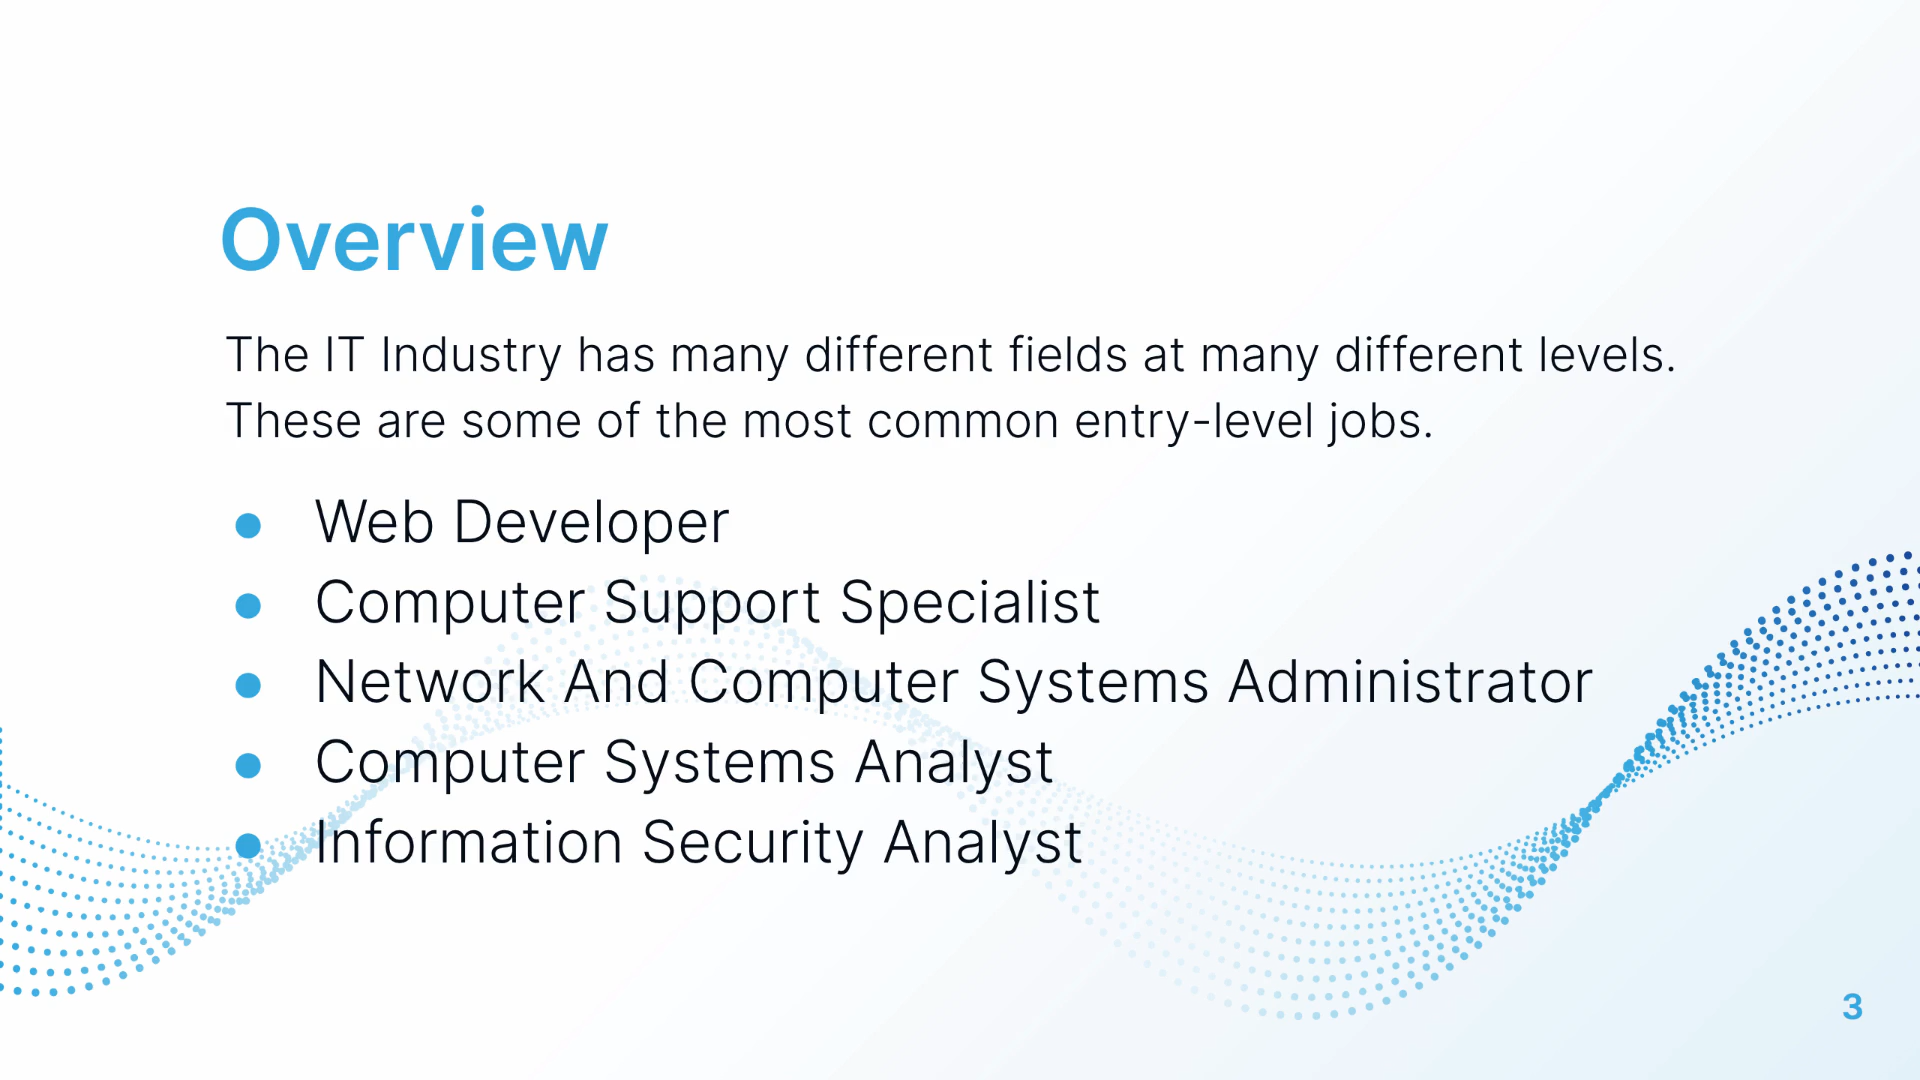 Overview
The IT Industry has many different fields at many different levels.
These are some of the most common entry-level jobs.
● Web Developer
● Computer Support Specialist
● Network And Computer Systems Administrator
● Computer Systems Analyst
● Information Security Analyst
3